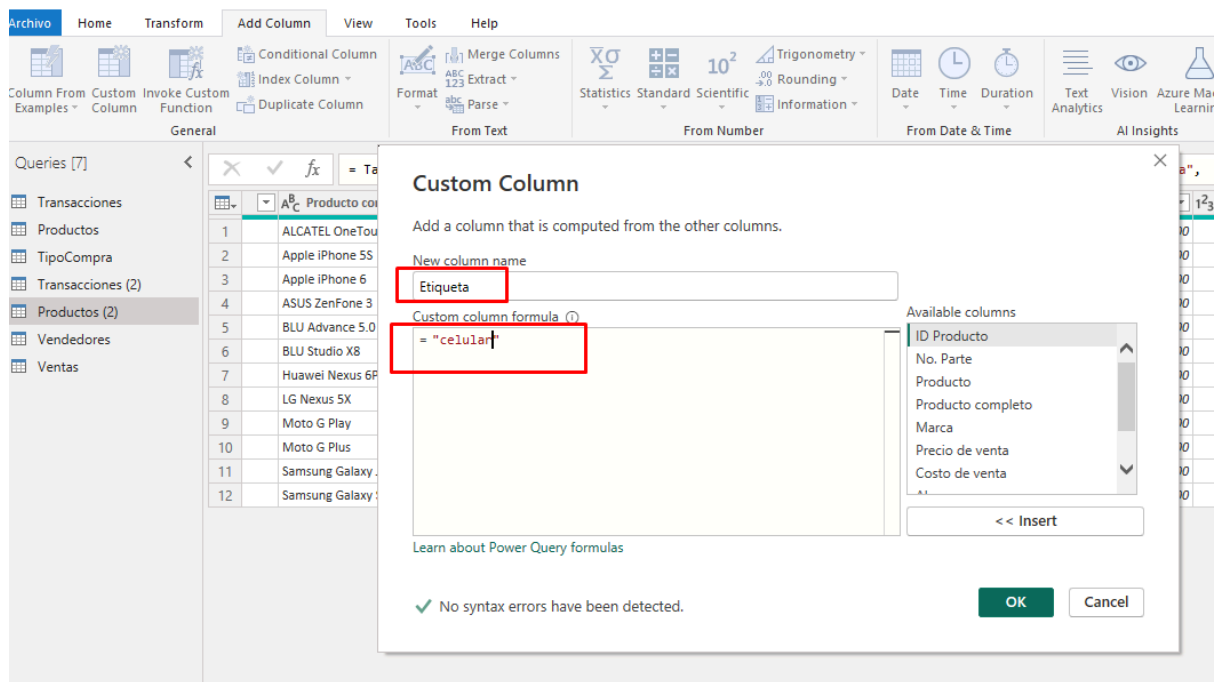 Archivo Home Transform Add Column View Tools Help
Column From Examples Custom Column Invoke Custom Function
Conditional Column
Index Column
Duplicate Column
General
Format
Merge Columns
Extract
Parse
From Text
Statistics Standard Scientific
10²
Trigonometry
Rounding
Information
From Number
Date Time Duration
From Date & Time
Text Analytics Vision Azure
AI Insights
Queries [7]
Transacciones
Productos
TipoCompra
Transacciones (2)
Productos (2)
Vendedores
Ventas
fx = Ta
ABC Producto
1 ALCATEL
2 Apple iPhone 5S
3 Apple iPhone 6
4 ASUS ZenFone 3
5 BLU Advance 5.0
6 BLU Studio X8
7 Huawei Nexus 6P
8 LG Nexus 5X
9 Moto G Play
10 Moto G Plus
11 Samsung Galaxy
12 Samsung Galaxy
Custom Column
Add a column that is computed from the other columns.
New column name
Etiqueta
Custom column formula
= "celular"
Available columns
ID Producto
No. Parte
Producto
Producto completo
Marca
Precio de venta
Costo de venta
<< Insert
Learn about Power Query formulas
No syntax errors have been detected.
OK Cancel